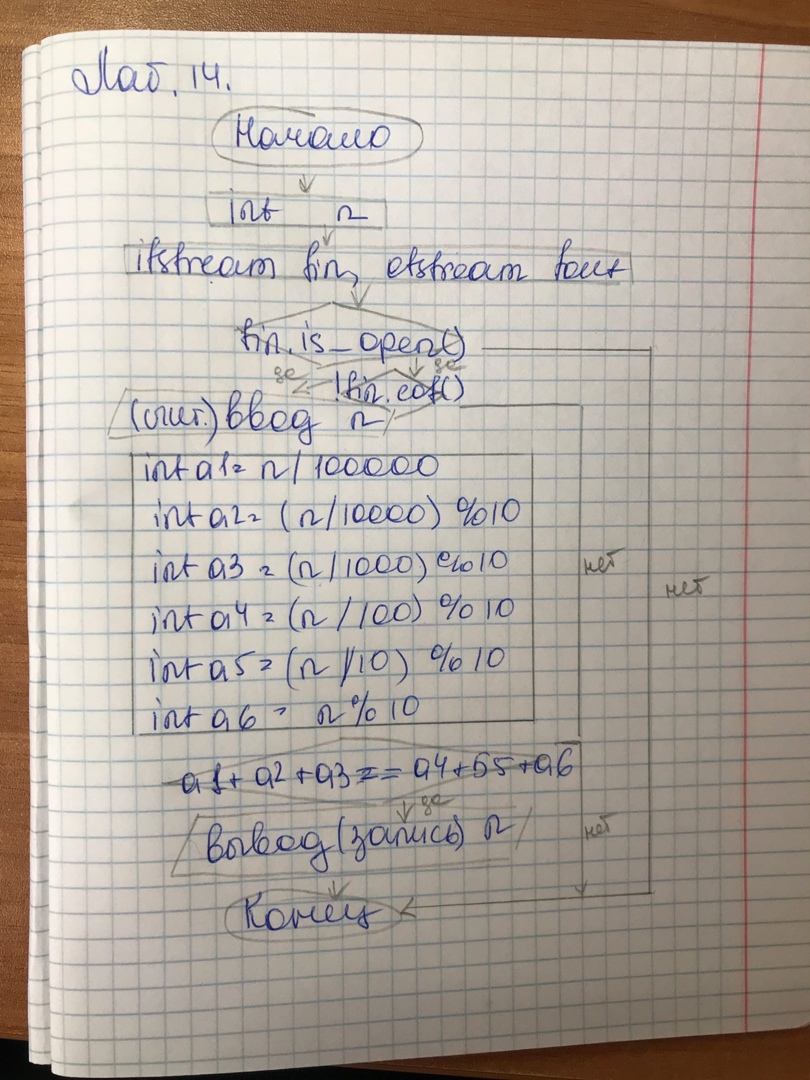 Лаб. 14.
Начало
int n
ifstream fin, ofstream fout
fin.is_open()
да да
!fin.eof()
(счит.) ввод n
int a1= n/100000
int a2= (n/10000) %10
int a3 = (n/1000) %10
нет
нет
int a4 = (n/100) %10
int a5= (n/10) %10
int a6 = n%10
a1+ a2 +a3 == a4+55+a6
да
вывод (запись) n
нет
Конец